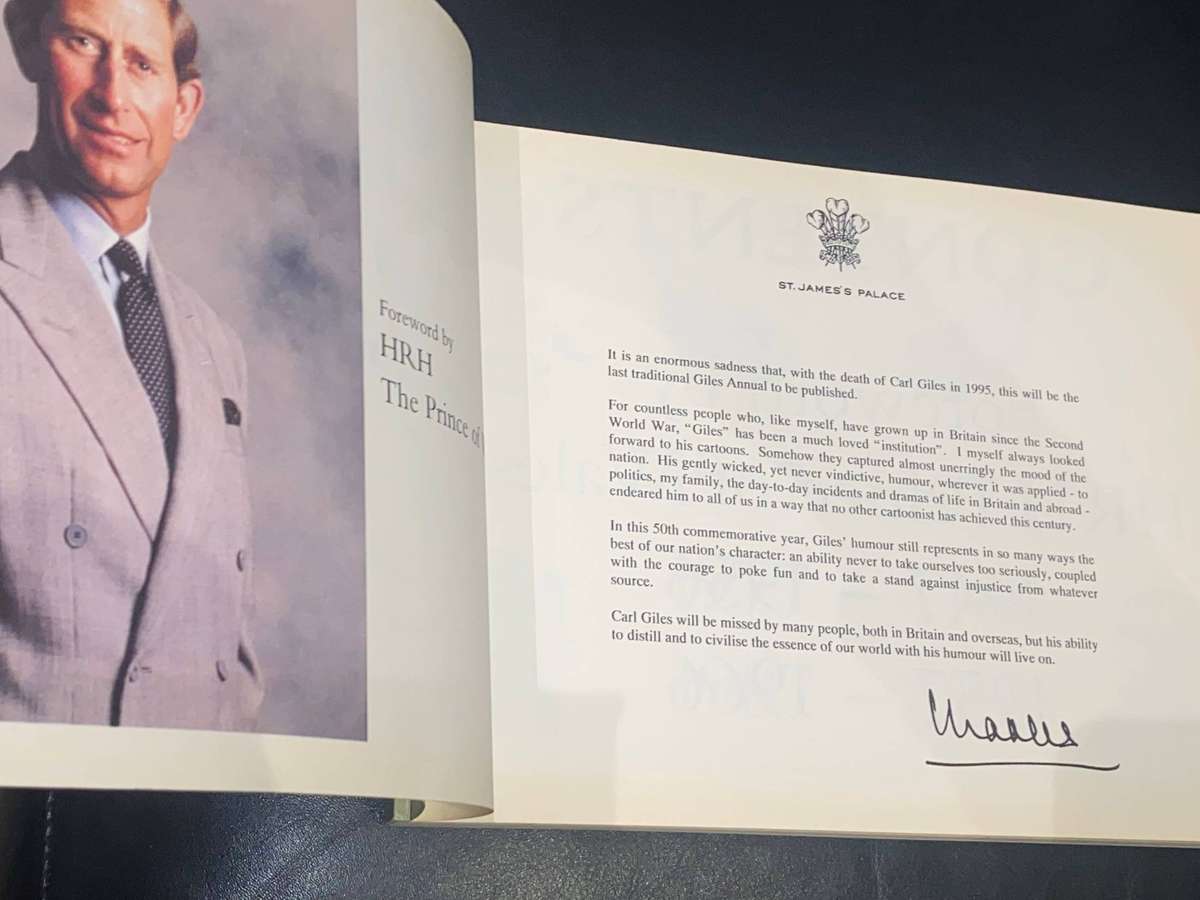 Foreword by
HRH
The Prince of
ST. JAMES'S PALACE
It is an enormous sadness that, with the death of Carl Giles in 1995, this will be the
last traditional Giles Annual to be published.
For countless people who, like myself, have grown up in Britain since the Second
World War, “Giles” has been a much loved “institution”. I myself always looked
forward to his cartoons. Somehow they captured almost unerringly the mood of the
nation. His gently wicked, yet never vindictive, humour, wherever it was applied - to
politics, my family, the day-to-day incidents and dramas of life in Britain and abroad -
endeared him to all of us in a way that no other cartoonist has achieved this century.
In this 50th commemorative year, Giles' humour still represents in so many ways the
best of our nation's character: an ability never to take ourselves too seriously, coupled
with the courage to poke fun and to take a stand against injustice from whatever
source.
Carl Giles will be missed by many people, both in Britain and overseas, but his ability
to distill and to civilise the essence of our world with his humour will live on.
Charles